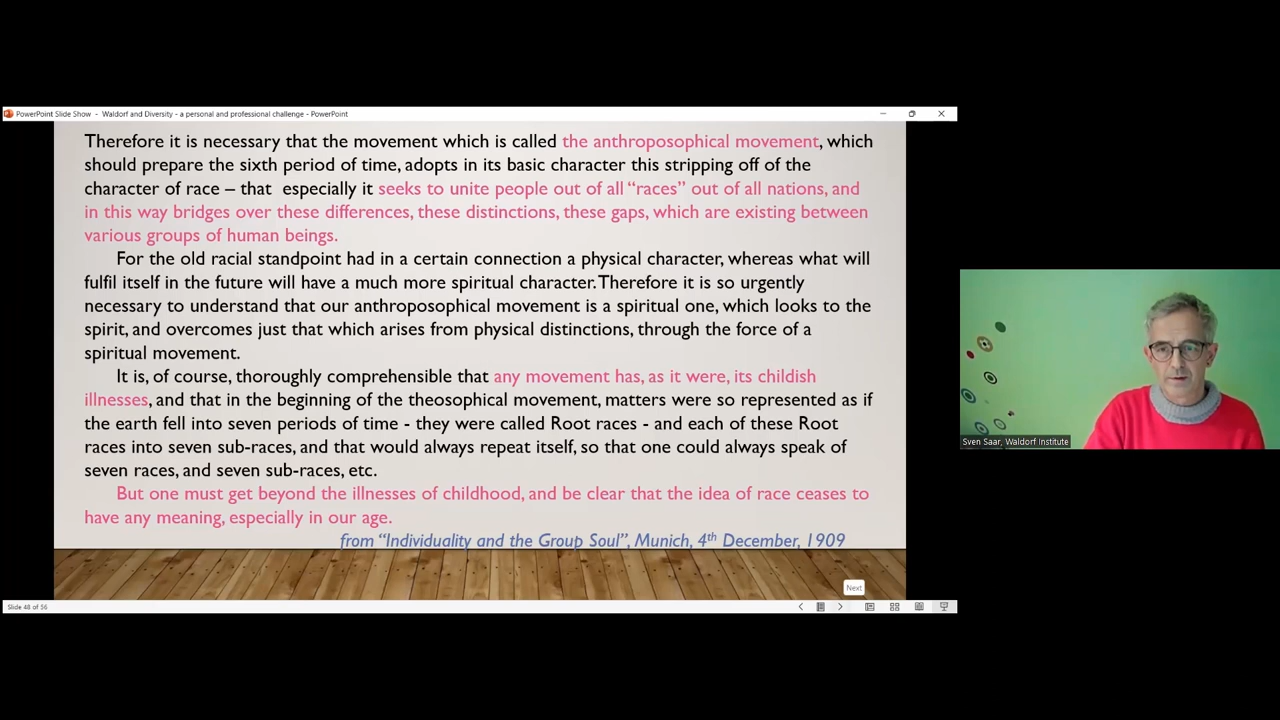 PowerPoint Slide Show - Waldorf and Diversity - a personal and professional challenge - PowerPoint
Therefore it is necessary that the movement which is called the anthroposophical movement, which
should prepare the sixth period of time, adopts in its basic character this stripping off of the
character of race – that especially it seeks to unite people out of all “races” out of all nations, and
in this way bridges over these differences, these distinctions, these gaps, which are existing between
various groups of human beings.
For the old racial standpoint had in a certain connection a physical character, whereas what will
fulfil itself in the future will have a much more spiritual character. Therefore it is so urgently
necessary to understand that our anthroposophical movement is a spiritual one, which looks to the
spirit, and overcomes just that which arises from physical distinctions, through the force of a
spiritual movement.
It is, of course, thoroughly comprehensible that any movement has, as it were, its childish
illnesses, and that in the beginning of the theosophical movement, matters were so represented as if
the earth fell into seven periods of time - they were called Root races - and each of these Root
races into seven sub-races, and that would always repeat itself, so that one could always speak of
seven races, and seven sub-races, etc.
But one must get beyond the illnesses of childhood, and be clear that the idea of race ceases to
have any meaning, especially in our age.
from “Individuality and the Group Soul”, Munich, 4th December, 1909
Next
Slide 48 of 56
Sven Saar, Waldorf Institute